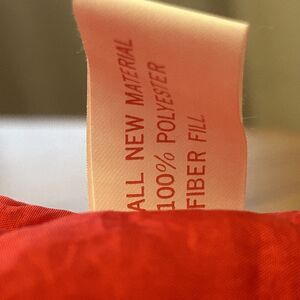 ALL NEW MATERIAL
100% POLYESTER
FIBER FILL